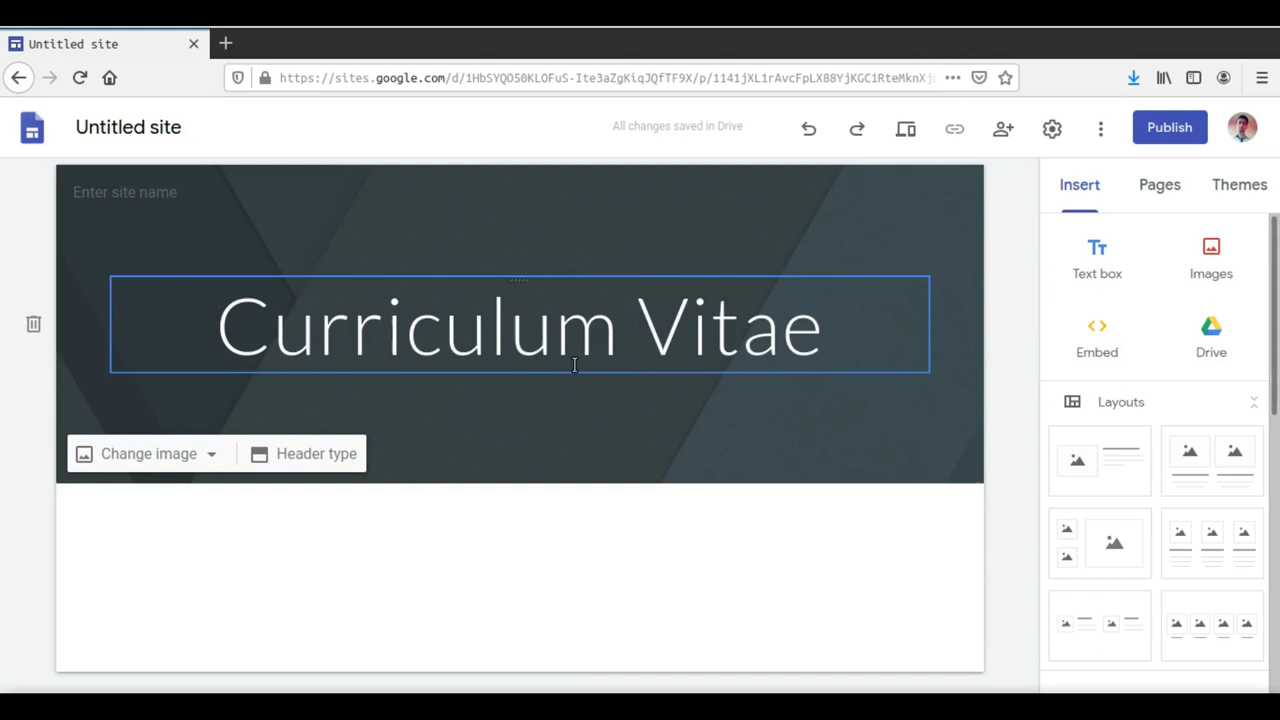 Untitled site
https://sites.google.com/d/1HbSYQO50KLOFuS-Ite3aZgKiqJQfTF9X/p/1141jXL1rAvcFpLX88YjKGC1RteMknXj
Untitled site
All changes saved in Drive
Publish
Enter site name
Curriculum Vitae
Change image
Header type
Insert
Pages
Themes
Text box
Images
Embed
Drive
Layouts